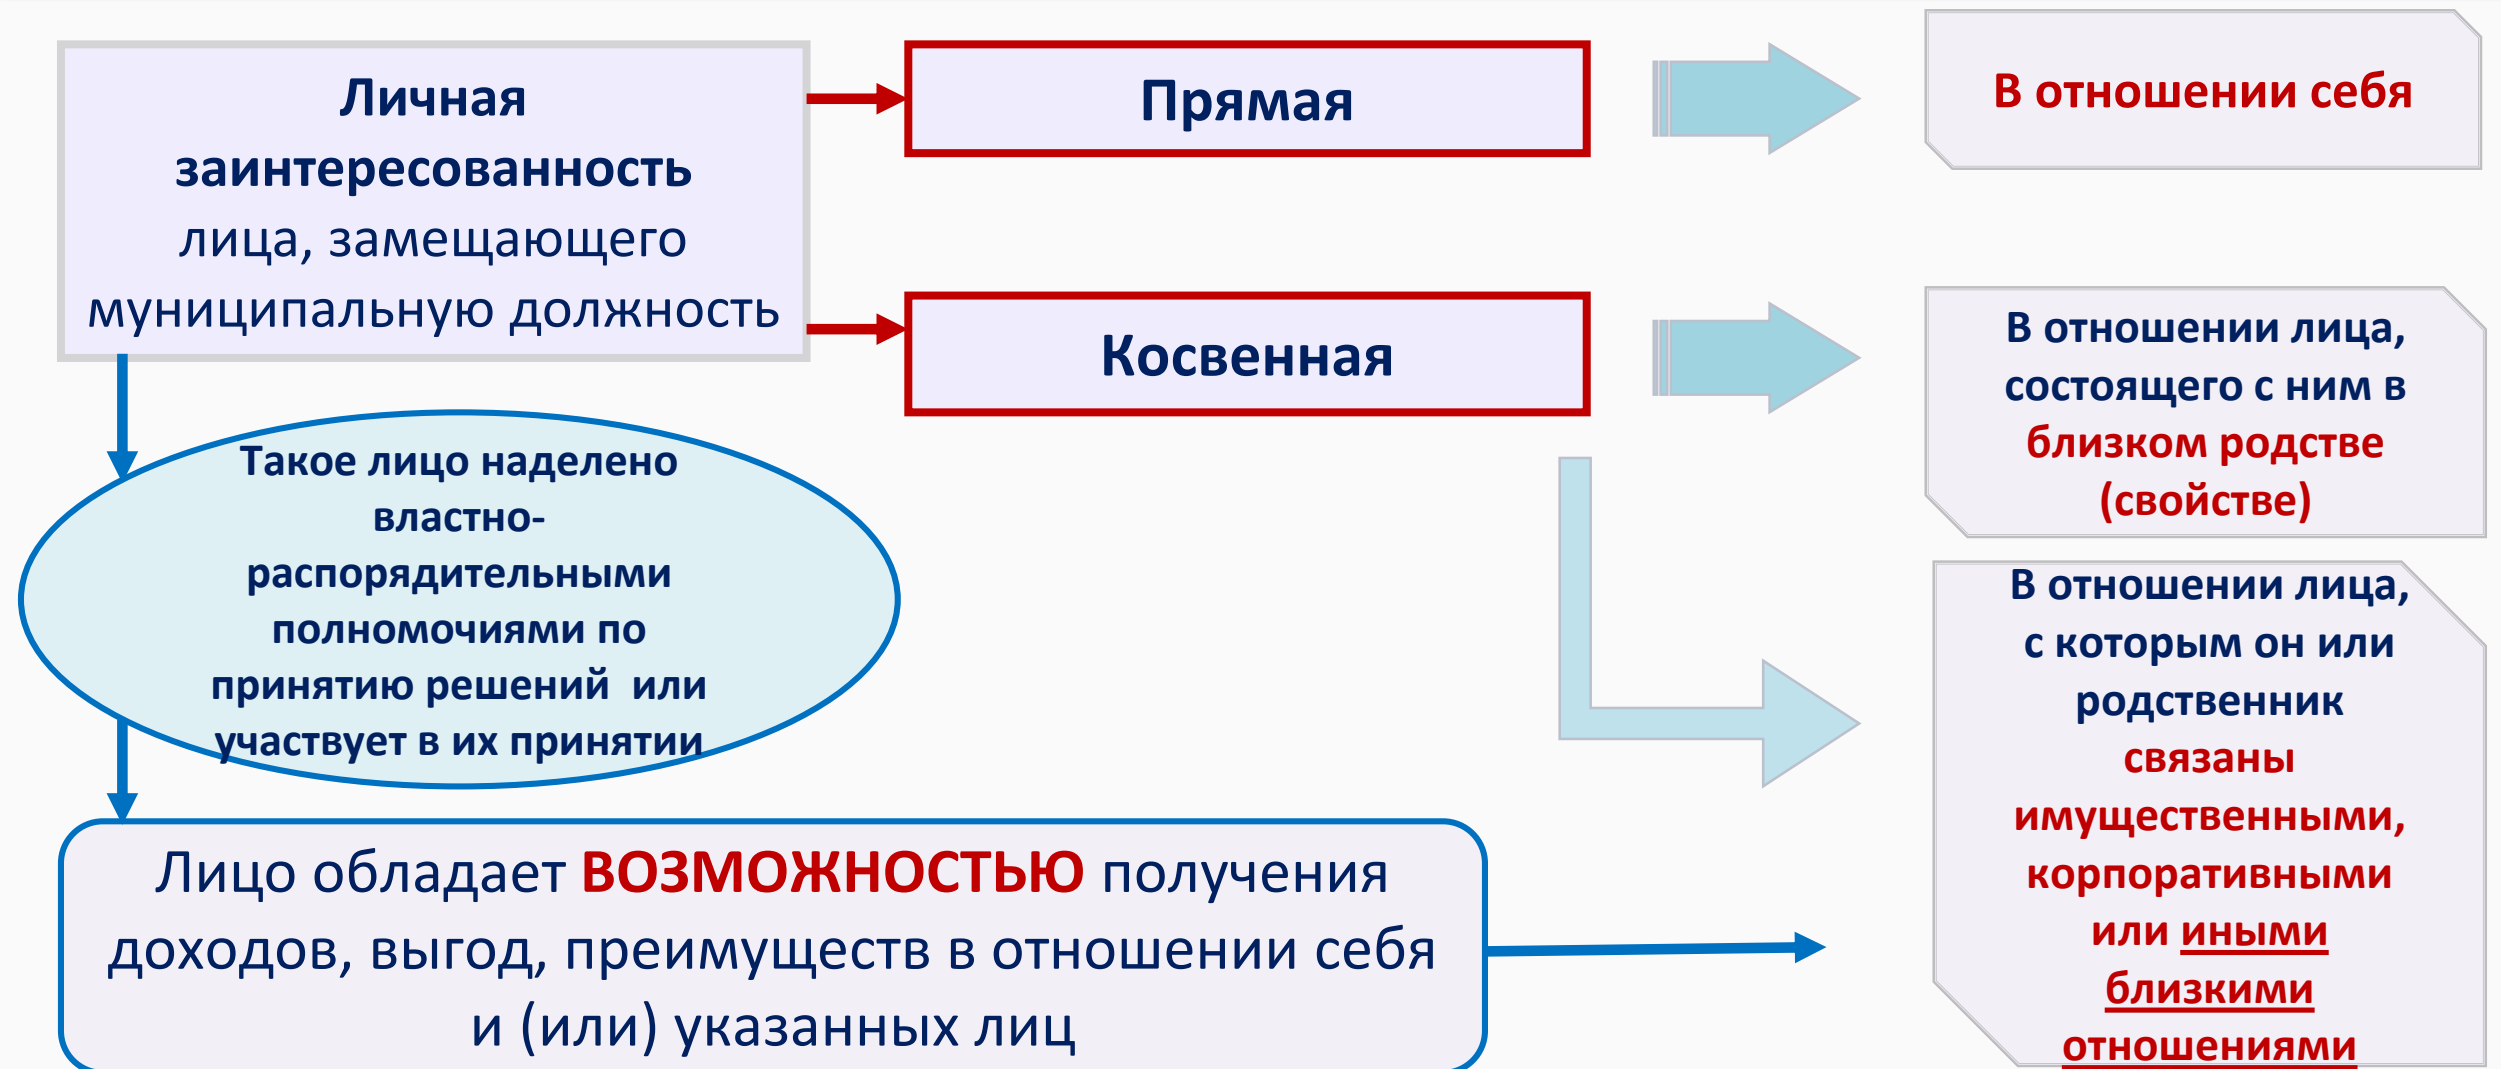 Личная
заинтересованность
лица, замещающего
муниципальную должность
Прямая
В отношении себя
Косвенная
В отношении лица,
состоящего с ним в
близком родстве
(свойстве)
Такое лицо наделено
властно-
распорядительными
полномочиями по
принятию решений или
участвует в их принятии
В отношении лица,
с которым он или
родственник
связаны
имущественными,
корпоративными
или иными
близкими
отношениями
Лицо обладает ВОЗМОЖНОСТЬЮ получения
доходов, выгод, преимуществ в отношении себя
и (или) указанных лиц